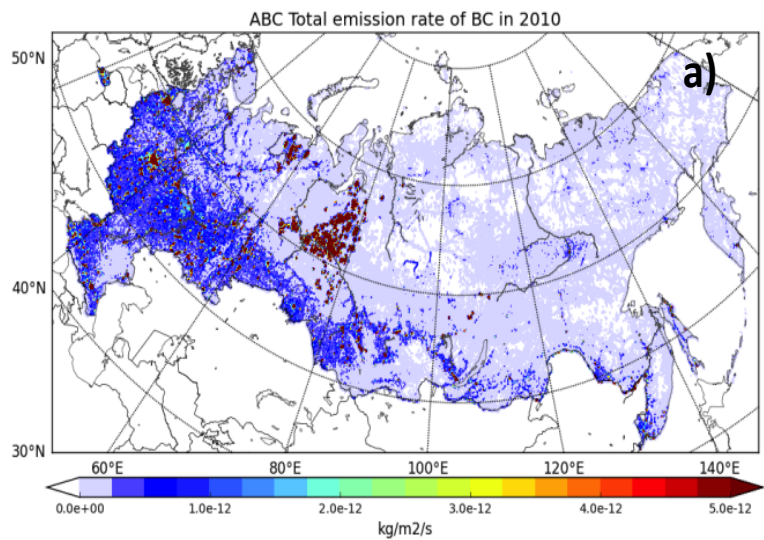 ABC Total emission rate of BC in 2010
a)
50°N
40°N
30°N
60°E 80°E 100°E 120°E 140°E
0.0e+00 1.0e-12 2.0e-12 3.0e-12 4.0e-12 5.0e-12
kg/m2/s